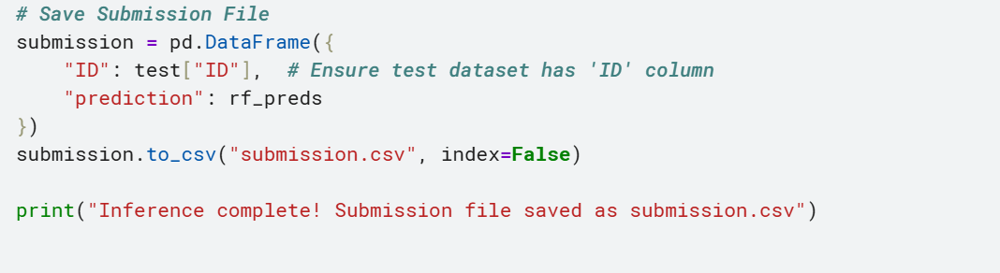 # Save Submission File
submission = pd.DataFrame({
    "ID": test["ID"],  # Ensure test dataset has 'ID' column
    "prediction": rf_preds
})
submission.to_csv("submission.csv", index=False)

print("Inference complete! Submission file saved as submission.csv")